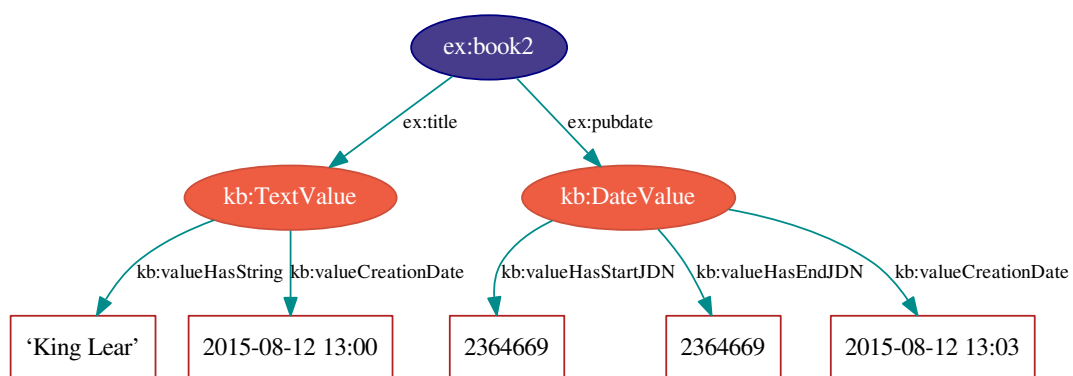 ex:book2
ex:title
ex:pubdate
kb:TextValue
kb:DateValue
kb:valueHasString
kb:valueCreationDate
kb:valueHasStartJDN
kb:valueHasEndJDN
kb:valueCreationDate
‘King Lear’
2015-08-12 13:00
2364669
2364669
2015-08-12 13:03